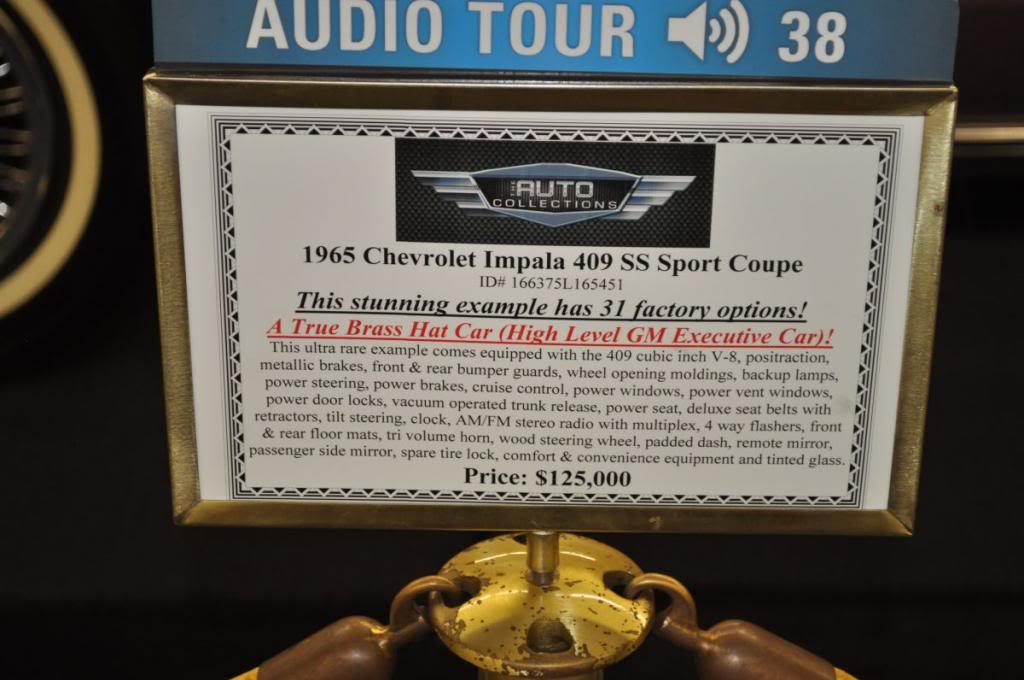 AUDIO TOUR 38
THE AUTO
COLLECTIONS
1965 Chevrolet Impala 409 SS Sport Coupe
ID# 166375L165451
This stunning example has 31 factory options!
A True Brass Hat Car (High Level GM Executive Car)!
This ultra rare example comes equipped with the 409 cubic inch V-8, positraction,
metallic brakes, front & rear bumper guards, wheel opening moldings, backup lamps,
power steering, power brakes, cruise control, power windows, power vent windows,
power door locks, vacuum operated trunk release, power seat, deluxe seat belts with
retractors, tilt steering, clock, AM/FM stereo radio with multiplex, 4 way flashers, front
& rear floor mats, tri volume horn, wood steering wheel, padded dash, remote mirror,
passenger side mirror, spare tire lock, comfort & convenience equipment and tinted glass.
Price: $125,000